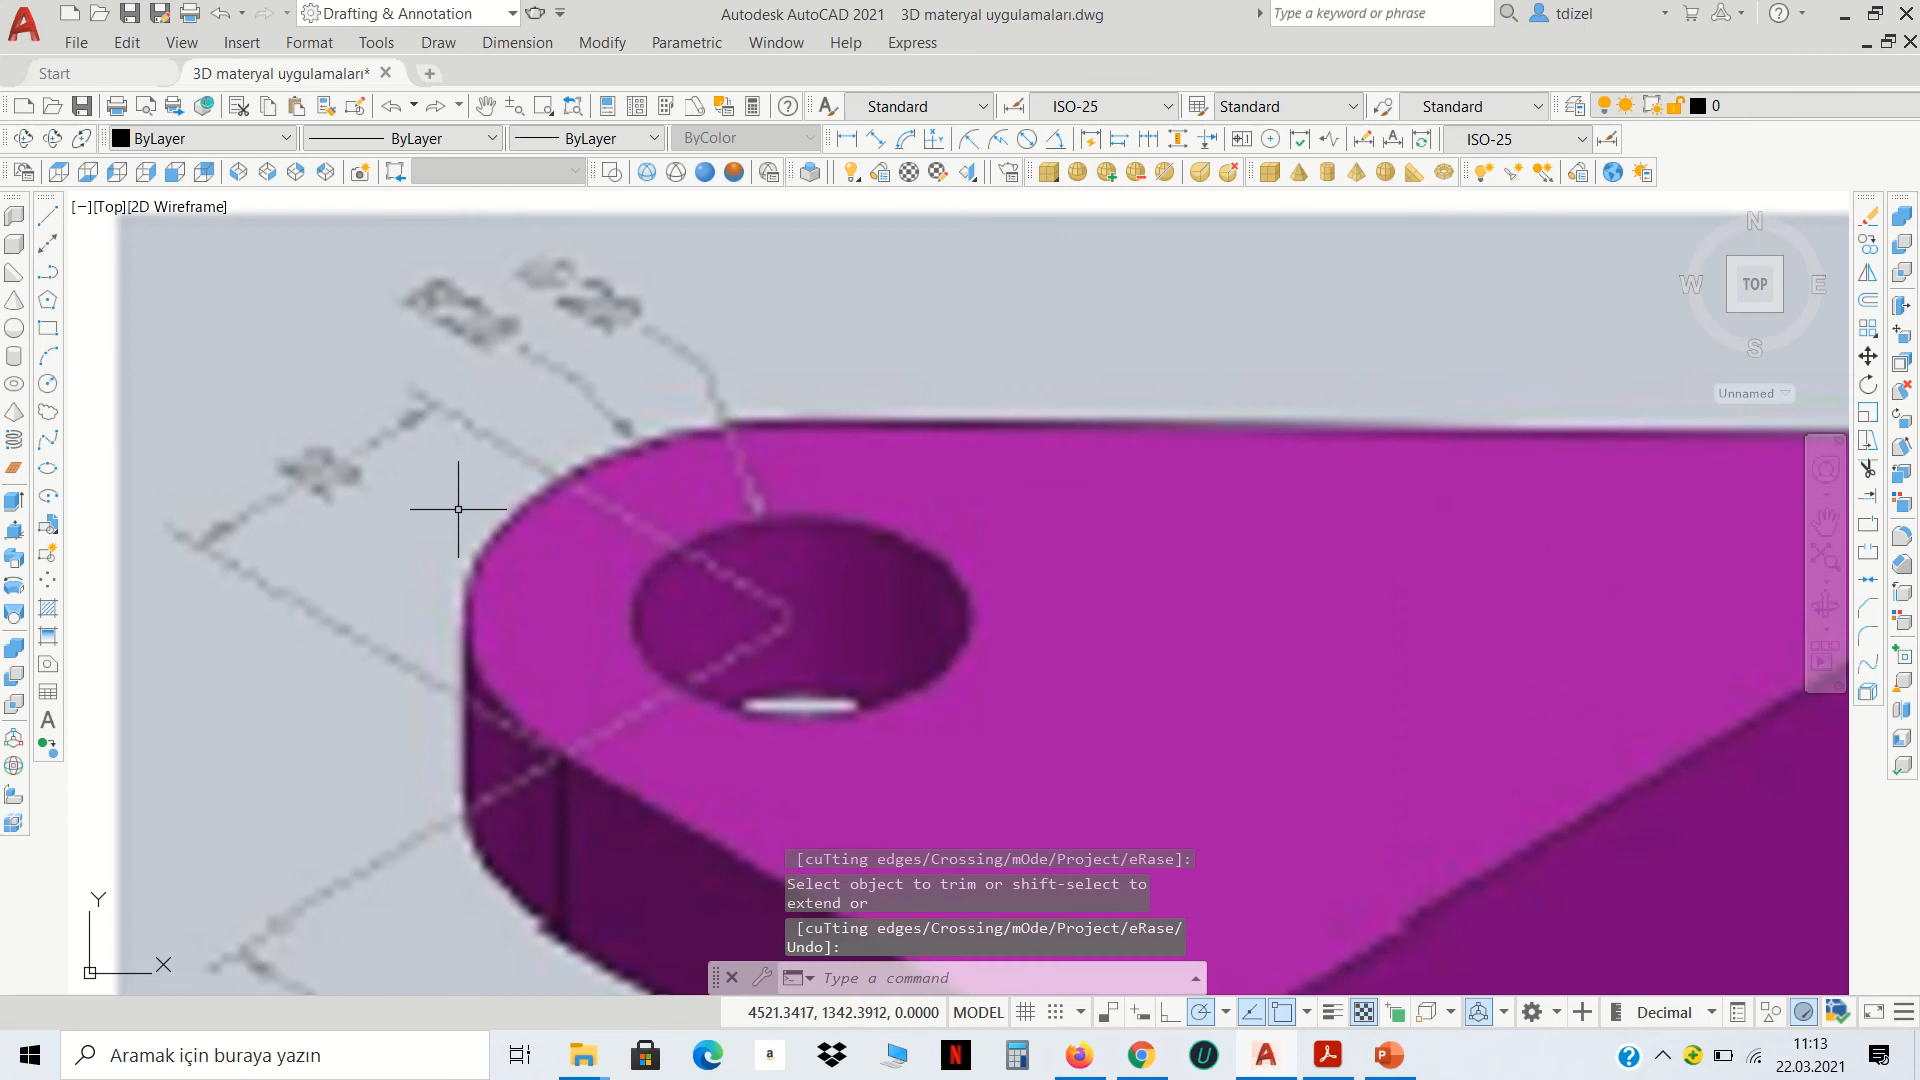 Drafting & Annotation
Autodesk AutoCAD 2021 3D materyal uygulamaları.dwg
Type a keyword or phrase
tdizel
File Edit View Insert Format Tools Draw Dimension Modify Parametric Window Help Express
Start
3D materyal uygulamaları*
Standard ISO-25 Standard Standard 0
ByLayer ByLayer ByLayer ByColor ISO-25
[−][Top][2D Wireframe]
N
W TOP E
S
Unnamed
[cuTting edges/Crossing/mOde/Project/eRase]:
Select object to trim or shift-select to
extend or
[cuTting edges/Crossing/mOde/Project/eRase/
Undo]:
Y
X
Type a command
4521.3417, 1342.3912, 0.0000 MODEL Decimal
Aramak için buraya yazın
11:13
22.03.2021